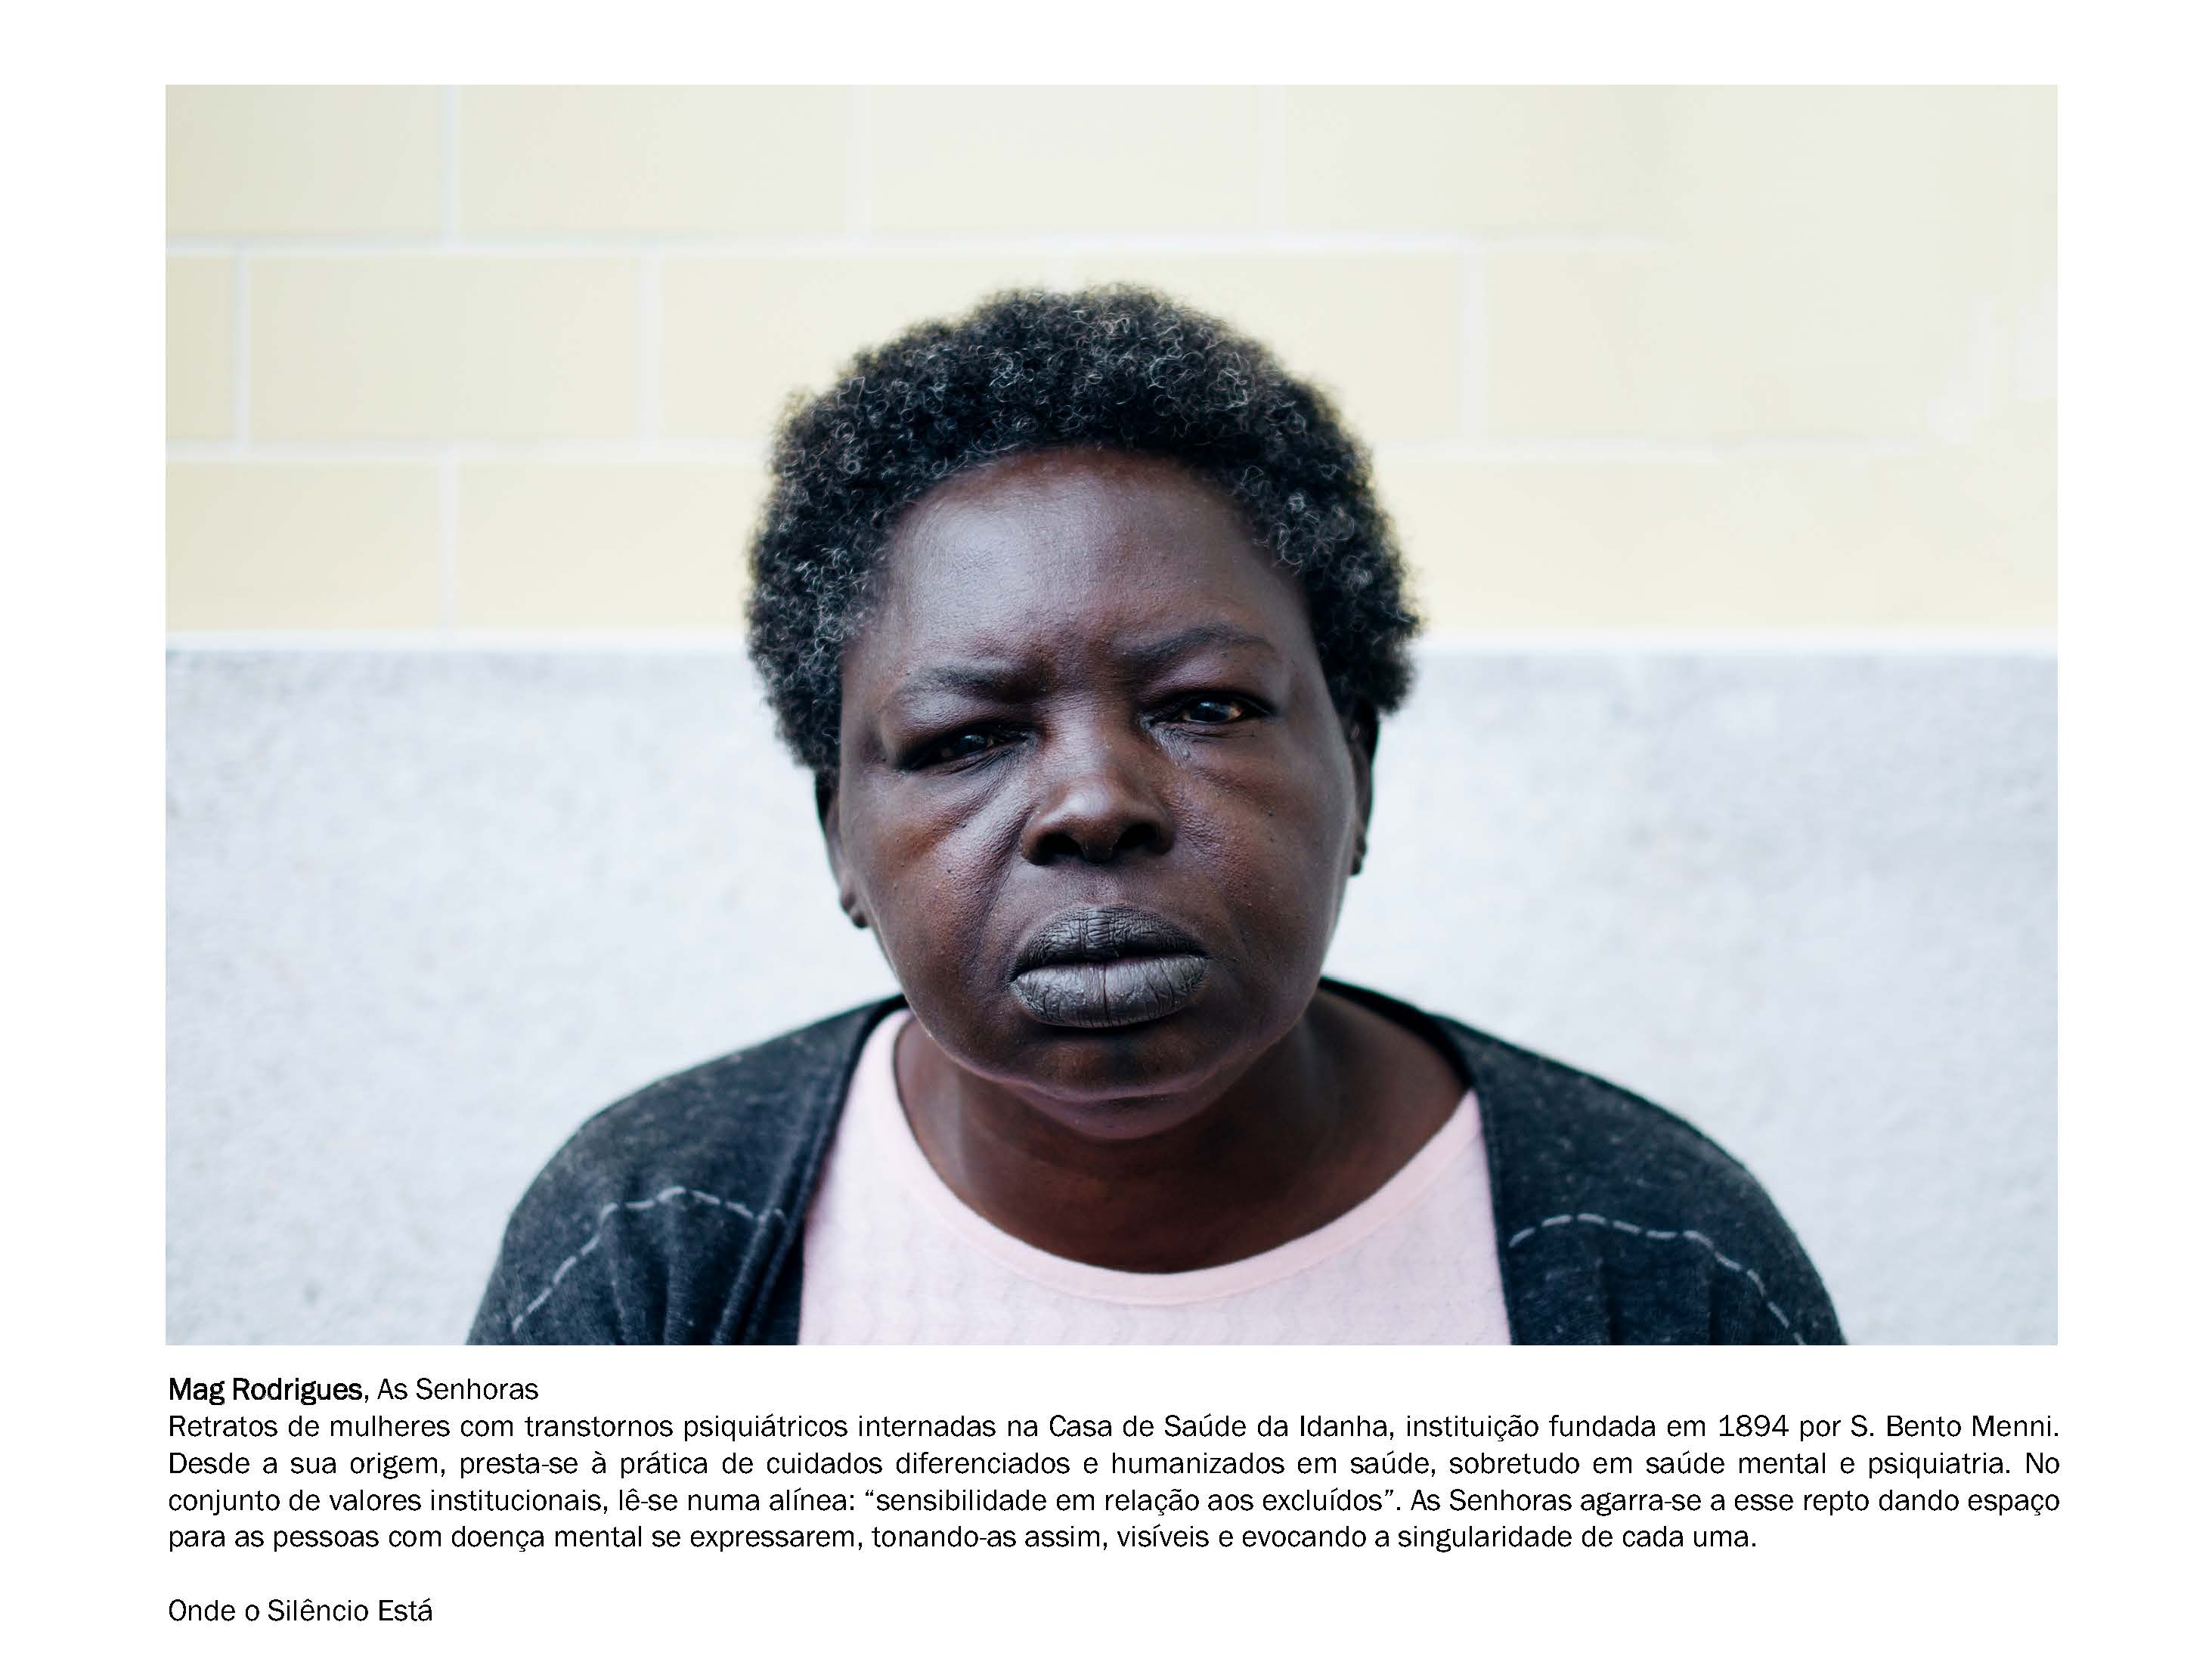 Mag Rodrigues, As Senhoras
Retratos de mulheres com transtornos psiquiátricos internadas na Casa de Saúde da Idanha, instituição fundada em 1894 por S. Bento Menni.
Desde a sua origem, presta-se à prática de cuidados diferenciados e humanizados em saúde, sobretudo em saúde mental e psiquiatria. No
conjunto de valores institucionais, lê-se numa alínea: “sensibilidade em relação aos excluídos”. As Senhoras agarra-se a esse repto dando espaço
para as pessoas com doença mental se expressarem, tonando-as assim, visíveis e evocando a singularidade de cada uma.
Onde o Silêncio Está